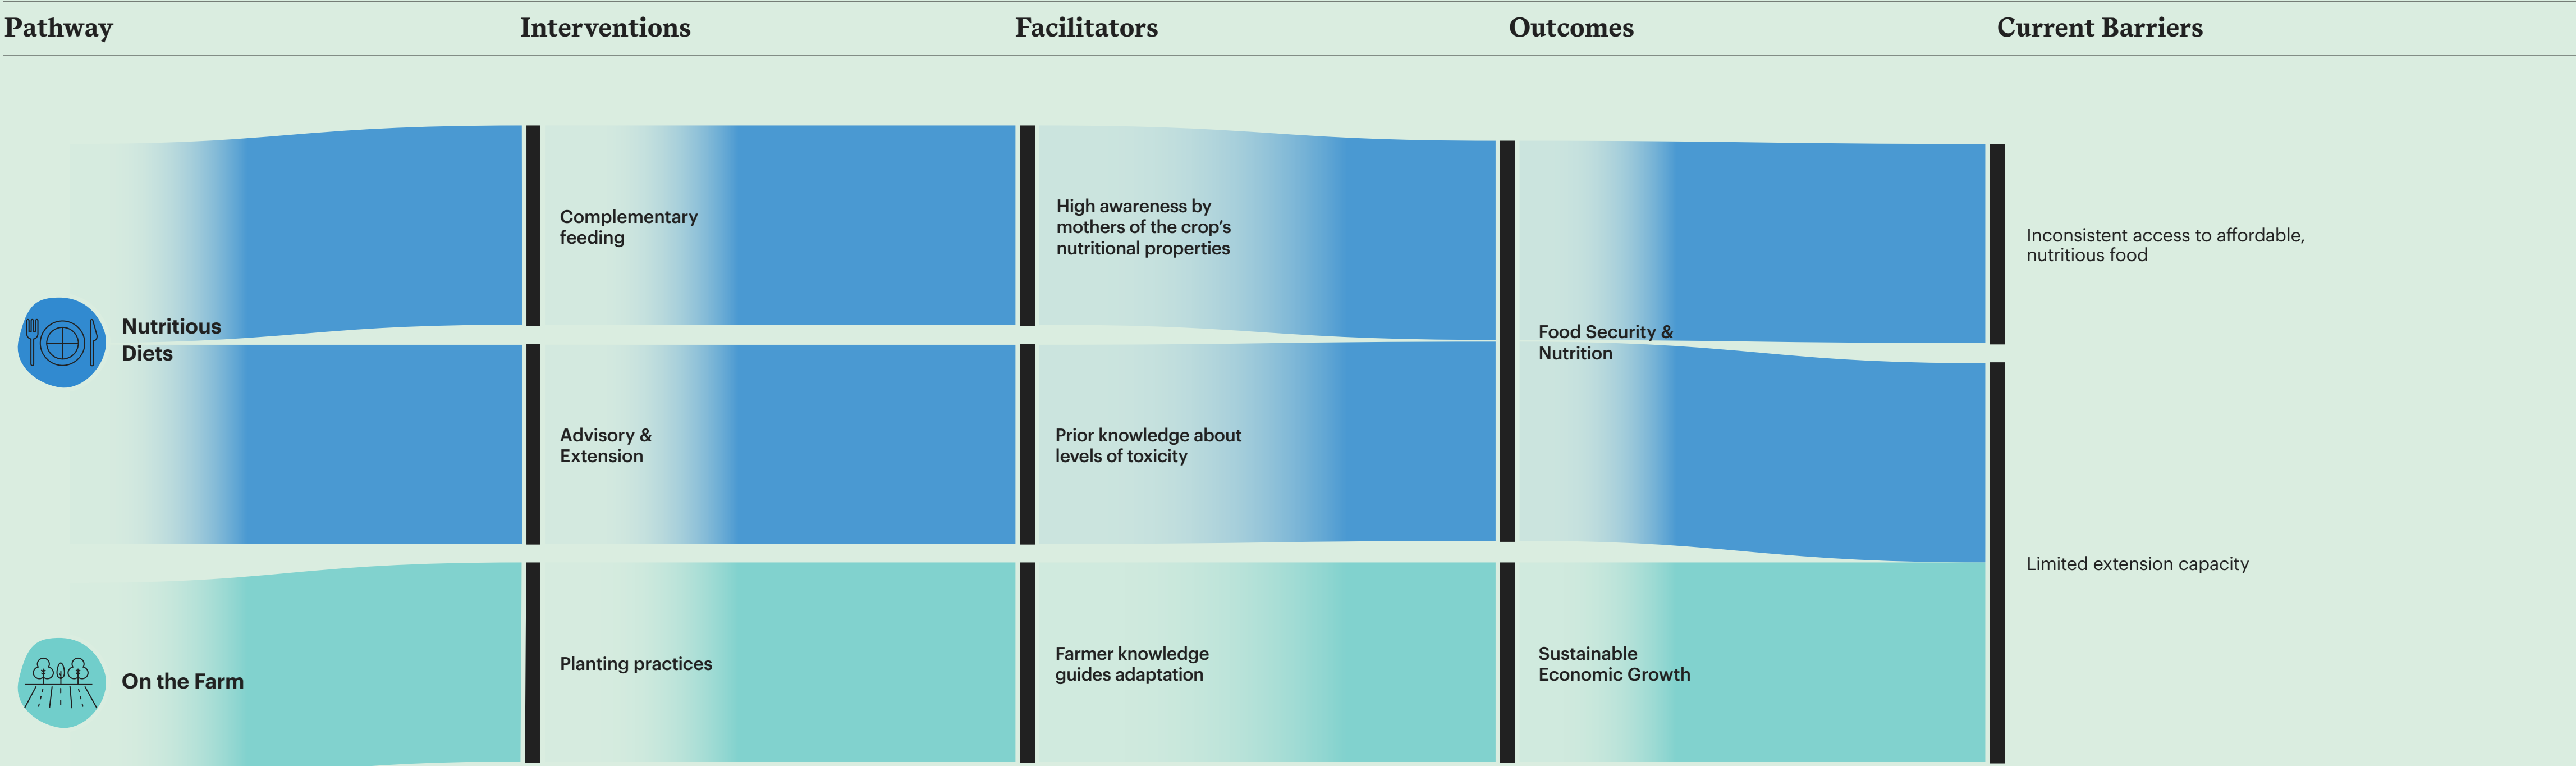 Pathway
Interventions
Facilitators
Outcomes
Current Barriers
Nutritious
Diets
Complementary
feeding
High awareness by
mothers of the crop's
nutritional properties
Food Security &
Nutrition
Inconsistent access to affordable,
nutritious food
Advisory &
Extension
Prior knowledge about
levels of toxicity
Limited extension capacity
On the Farm
Planting practices
Farmer knowledge
guides adaptation
Sustainable
Economic Growth